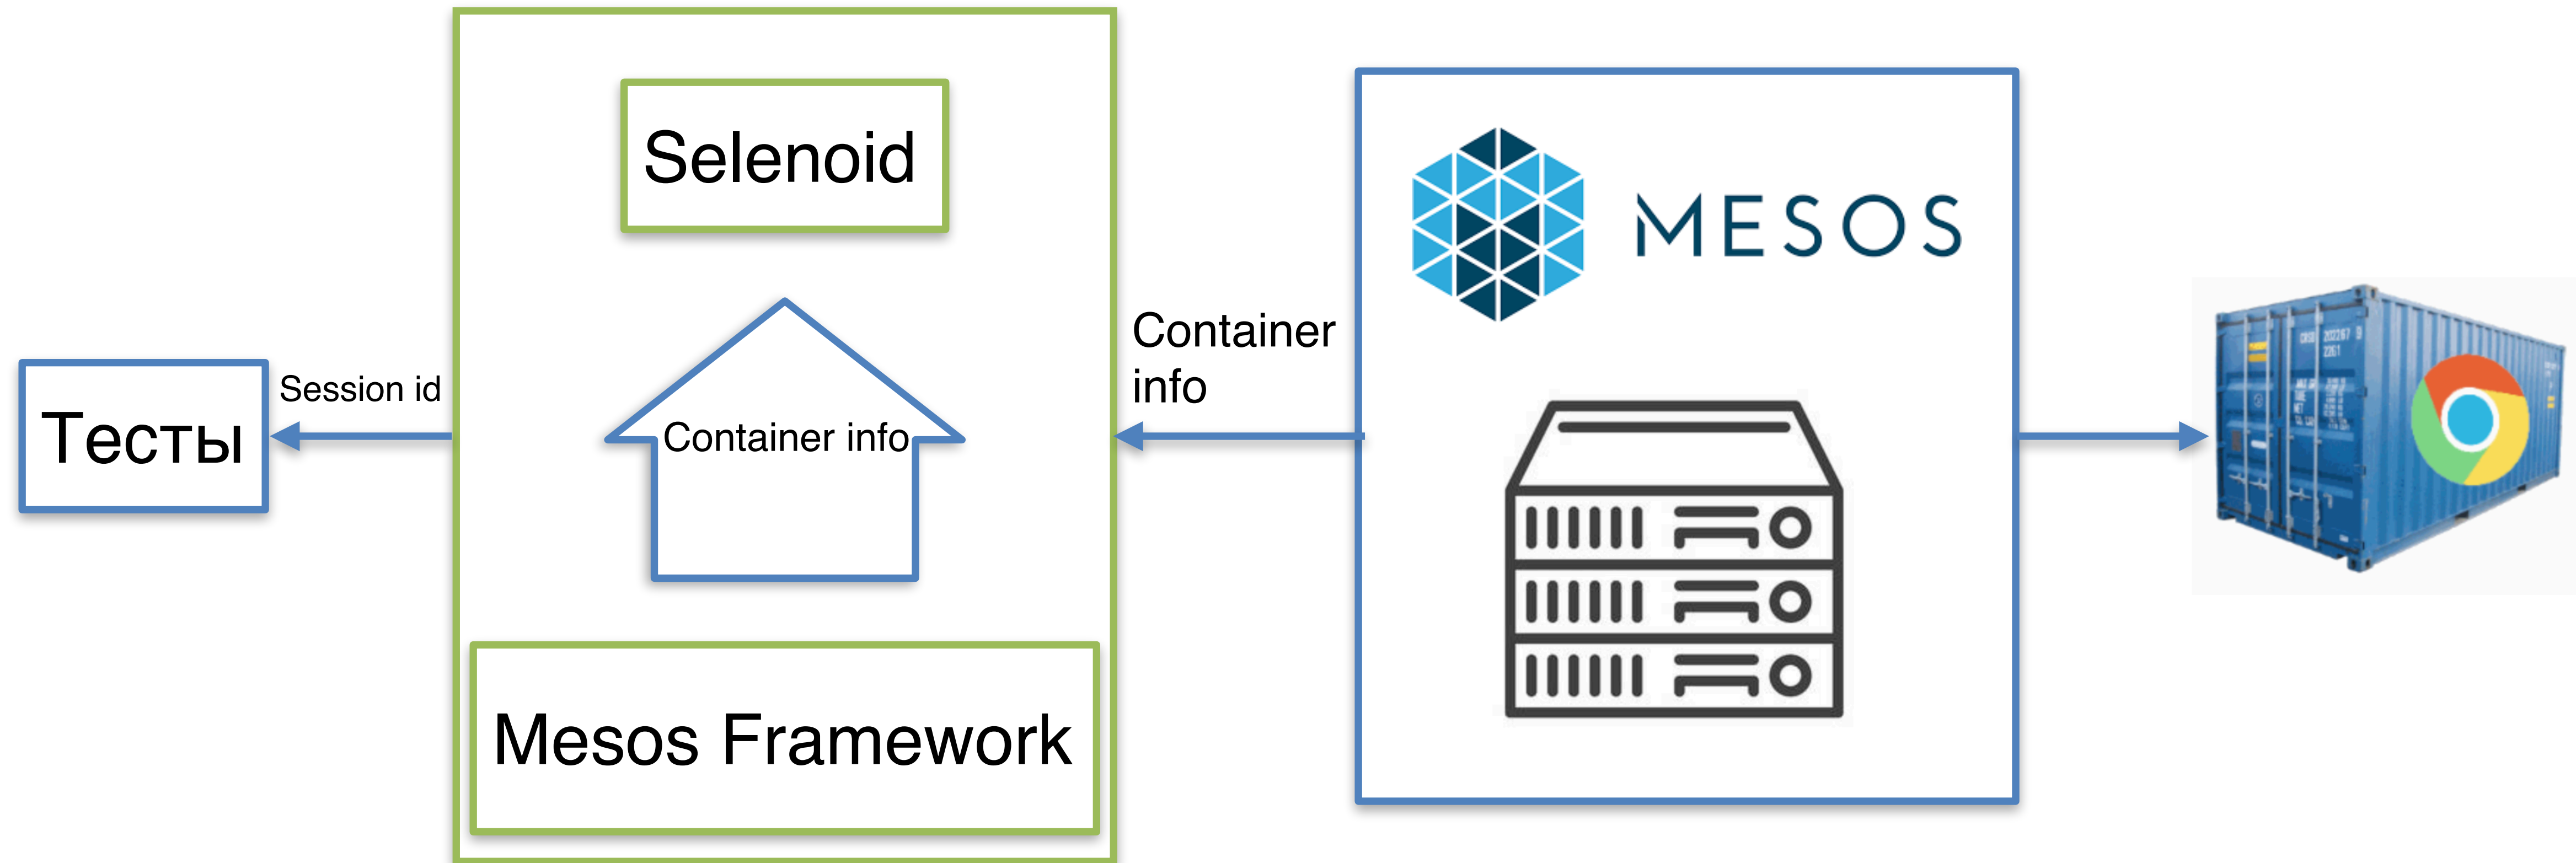 Selenoid
MESOS
Container
info
Session id
Тесты
Container info
Mesos Framework